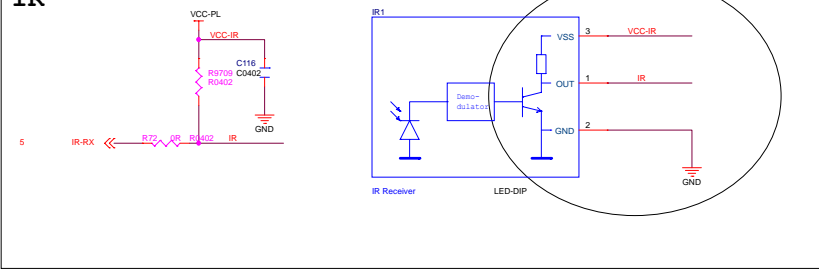 IR
VCC-PL
VCC-IR
R9709
R0402
C116
C0402
GND
5
IR-RX
R72
0R
R0402
IR
IR1
Demo-
dulator
VSS
3
VCC-IR
OUT
1
IR
GND
2
GND
IR Receiver
LED-DIP